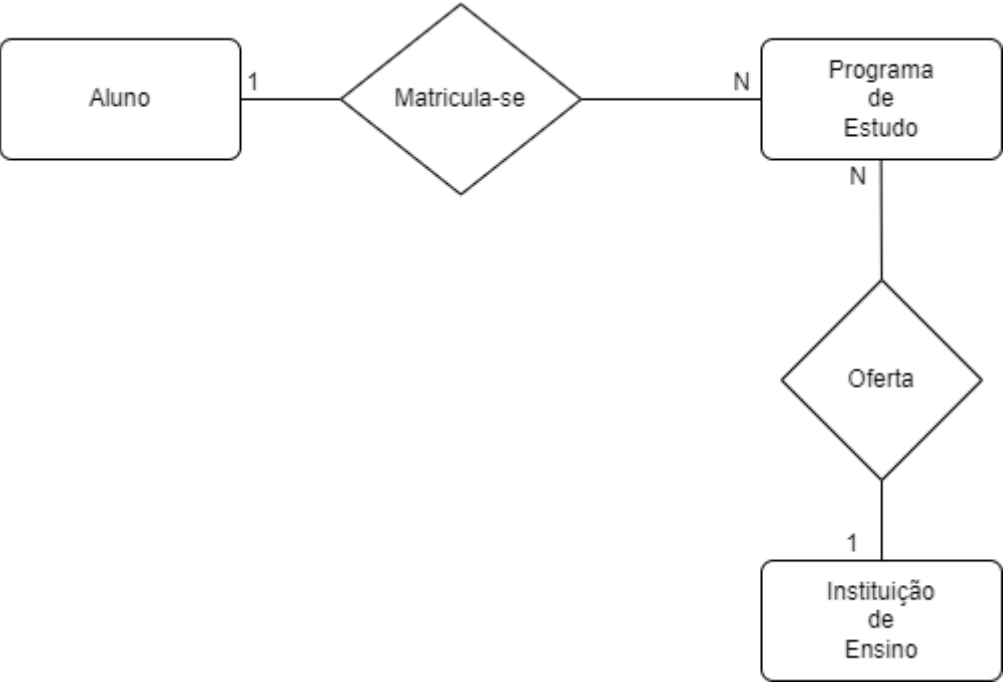 Aluno
1
Matricula-se
N
Programa
de
Estudo
N
Oferta
1
Instituição
de
Ensino